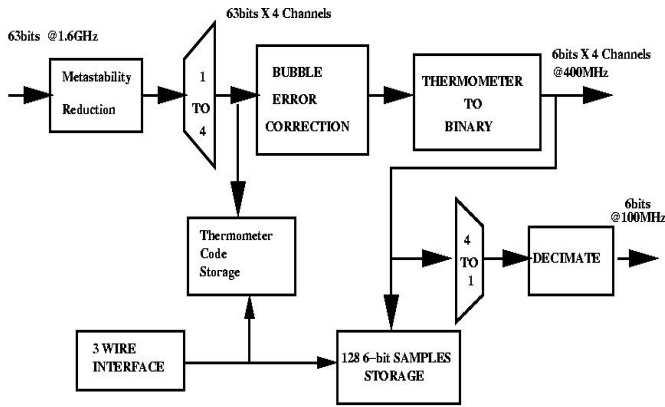 63bits X 4 Channels
63bits @1.6GHz
6bits X 4 Channels
@400MHz
Metastability
Reduction
1
TO
4
BUBBLE
ERROR
CORRECTION
THERMOMETER
TO
BINARY
6bits
@100MHz
Thermometer
Code
Storage
4
TO
1
DECIMATE
3 WIRE
INTERFACE
128 6-bit SAMPLES
STORAGE